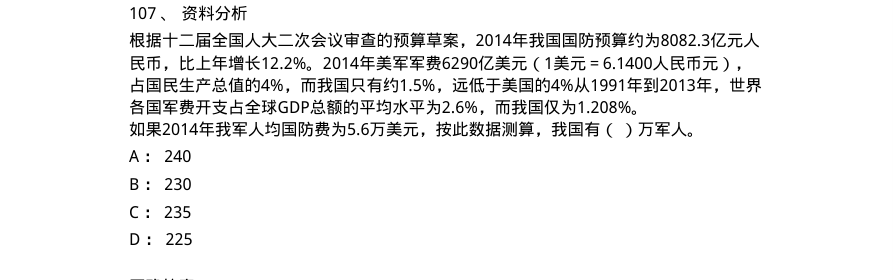 107 、 资料分析
根据十二届全国人大二次会议审查的预算草案，2014年我国国防预算约为8082.3亿元人
民币，比上年增长12.2%。2014年美军军费6290亿美元（1美元＝6.1400人民币元），
占国民生产总值的4%，而我国只有约1.5%，远低于美国的4%从1991年到2013年，世界
各国军费开支占全球GDP总额的平均水平为2.6%，而我国仅为1.208%。
如果2014年我军人均国防费为5.6万美元，按此数据测算，我国有（ ）万军人。
A： 240
B： 230
C： 235
D： 225